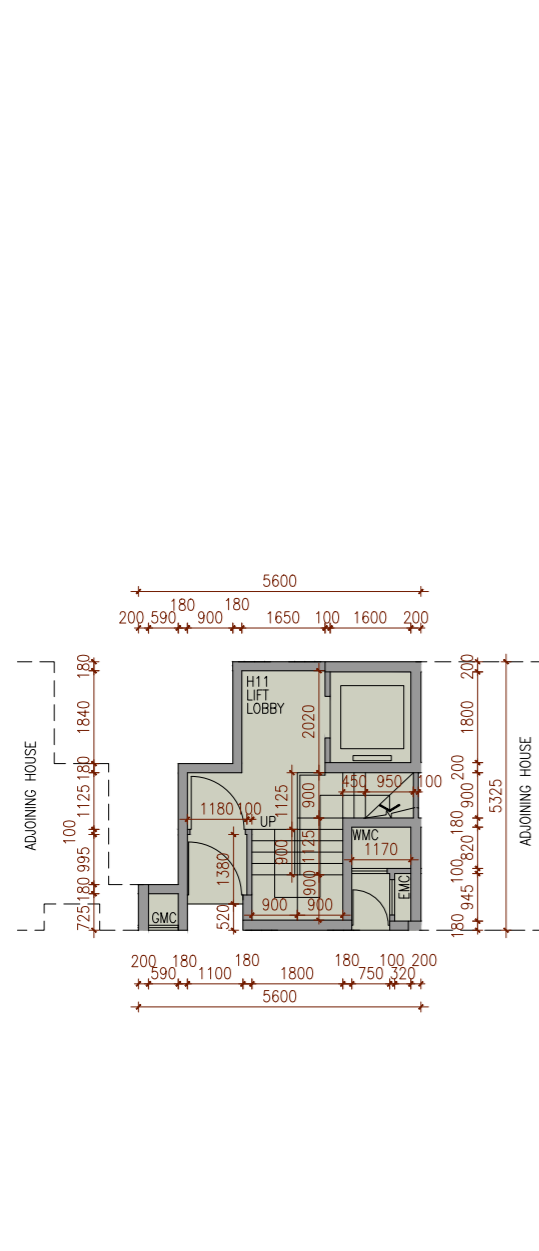 5600
180 180
200 590 900 1650 100 1600 200
180
200
H11
LIFT
LOBBY
1840
2020
1800
ADJOINING HOUSE
ADJOINING HOUSE
180
200
450 950 100
1125
1125
900
900
5325
1180 100
UP
100
180
WMC
1170
995
900
1125
820
1380
100
180
900
EMC
945
725
GMC
520
900 900
180
180 180 180 100
200 590 1100 1800 750 320 200
5600